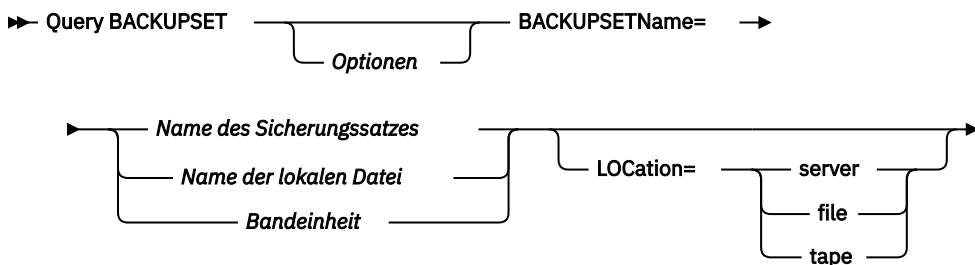 Query BACKUPSET
Optionen
BACKUPSETName=
Name des Sicherungssatzes
Name der lokalen Datei
Bandeinheit
LOCation=
server
file
tape